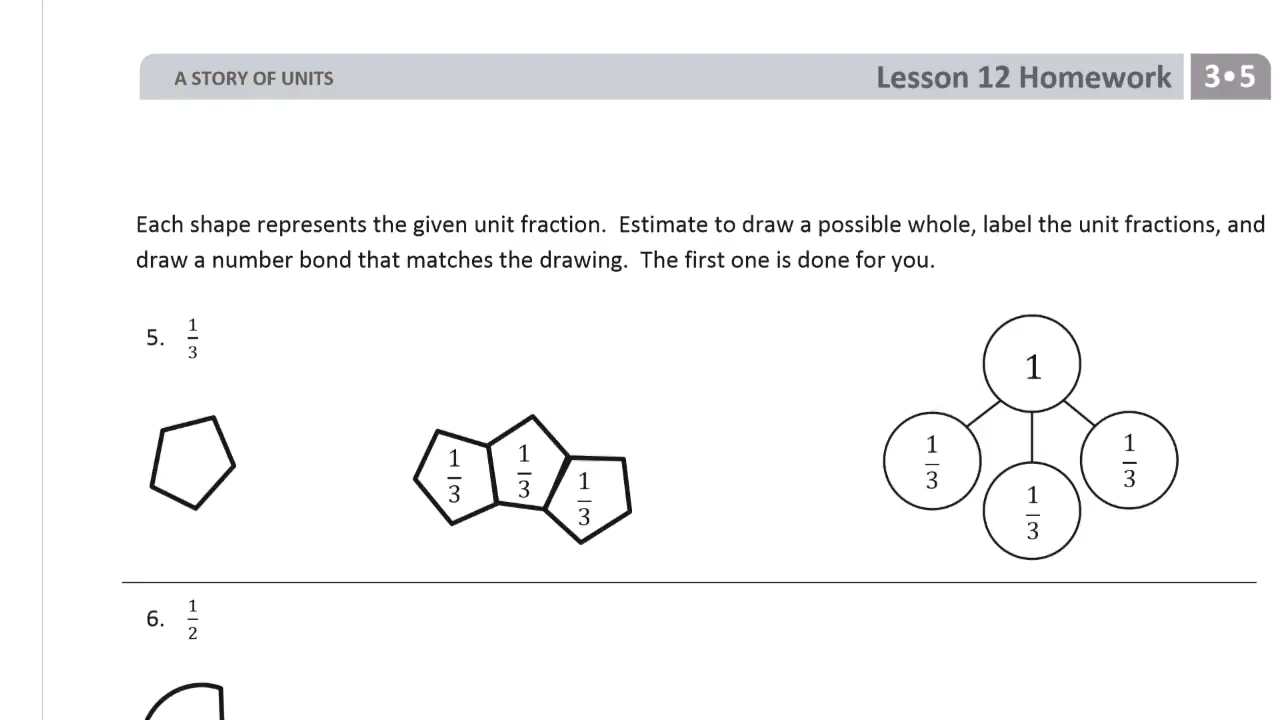 A STORY OF UNITS
Lesson 12 Homework 3•5
Each shape represents the given unit fraction. Estimate to draw a possible whole, label the unit fractions, and
draw a number bond that matches the drawing. The first one is done for you.
5. 1/3
1/3 1/3 1/3
1
1/3 1/3 1/3
6. 1/2